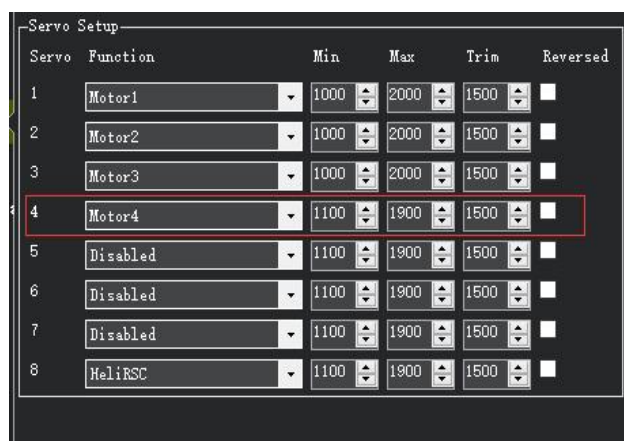 Servo Setup
Servo Function Min Max Trim Reversed
1 Motor1 1000 2000 1500
2 Motor2 1000 2000 1500
3 Motor3 1000 2000 1500
4 Motor4 1100 1900 1500
5 Disabled 1100 1900 1500
6 Disabled 1100 1900 1500
7 Disabled 1100 1900 1500
8 HeliRSC 1100 1900 1500